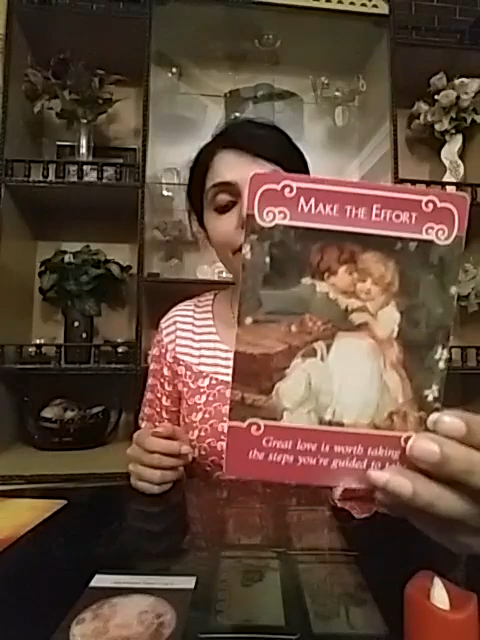 MAKE THE EFFORT
Great love is worth taking
the steps you're guided to